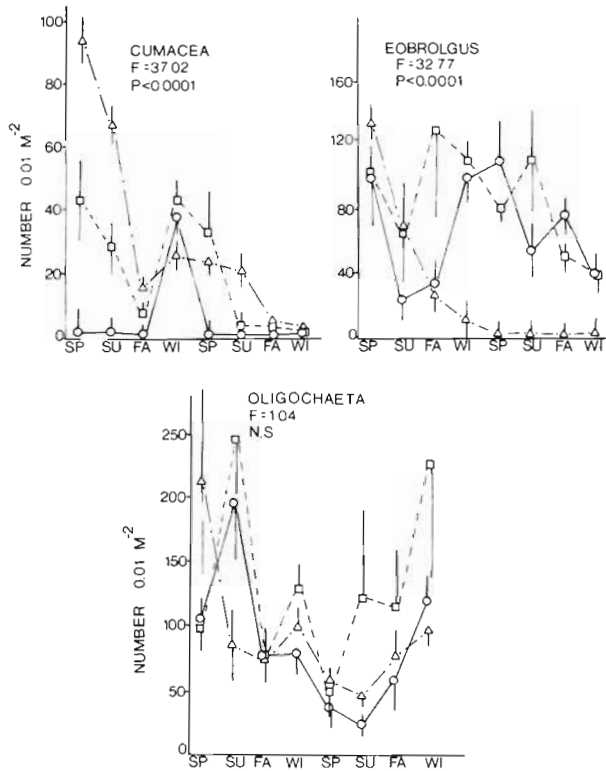 CUMACEA
F=37 02
P<0 0001
100
80
60
40
20
0
NUMBER 0.01 M-2
SP SU FA WI SP SU FA WI
EOBROLGUS
F=32 77
P<0.0001
160
120
80
40
0
SP SU FA WI SP SU FA WI
OLIGOCHAETA
F=1 04
N.S
250
200
150
100
50
0
NUMBER 0.01 M-2
SP SU FA WI SP SU FA WI